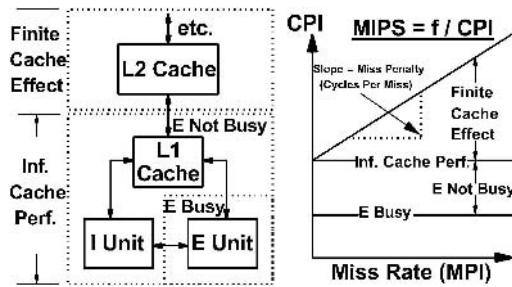 Finite
Cache
Effect
etc.
L2 Cache
E Not Busy
Inf.
Cache
Perf.
L1
Cache
E Busy
I Unit
E Unit
CPI
MIPS = f / CPI
Slope = Miss Penalty
(Cycles Per Miss)
Finite
Cache
Effect
Inf. Cache Perf.
E Not Busy
E Busy
Miss Rate (MPI)